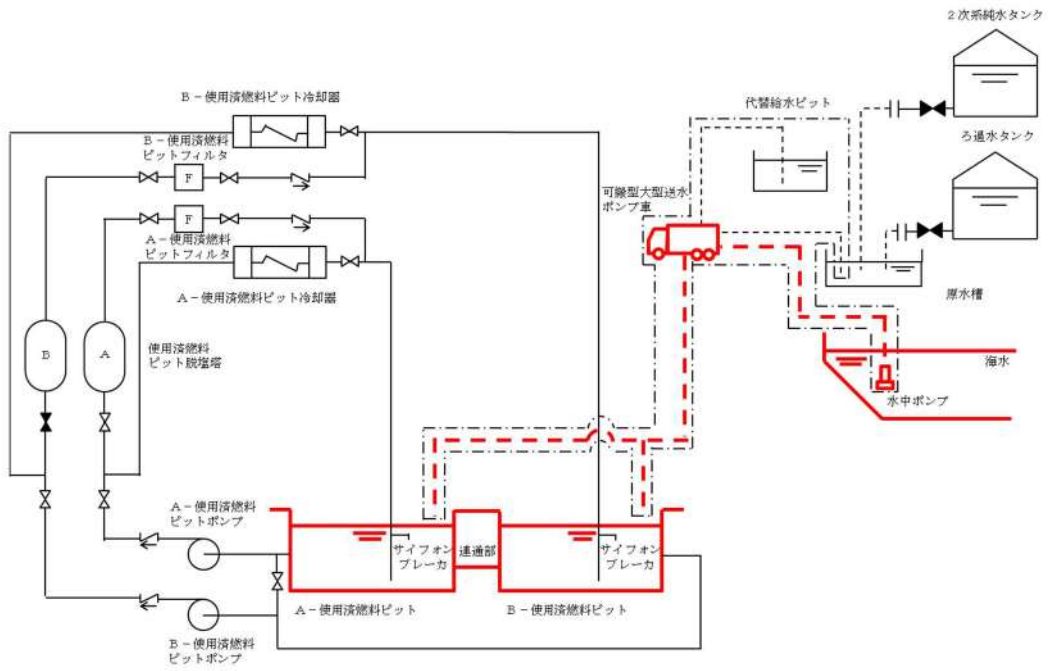 ２次系純水タンク
Ｂ－使用済燃料ピット冷却器
代替給水ピット
Ｂ－使用済燃料
ピットフィルタ
ろ過水タンク
Ｆ
可搬型大型送水
ポンプ車
Ｆ
Ａ－使用済燃料
ピットフィルタ
Ａ－使用済燃料ピット冷却器
原水槽
Ｂ
Ａ
使用済燃料
ピット脱塩塔
海水
水中ポンプ
Ａ－使用済燃料
ピットポンプ
サイフォン
ブレーカ
連通部
サイフォン
ブレーカ
Ａ－使用済燃料ピット
Ｂ－使用済燃料ピット
Ｂ－使用済燃料
ピットポンプ